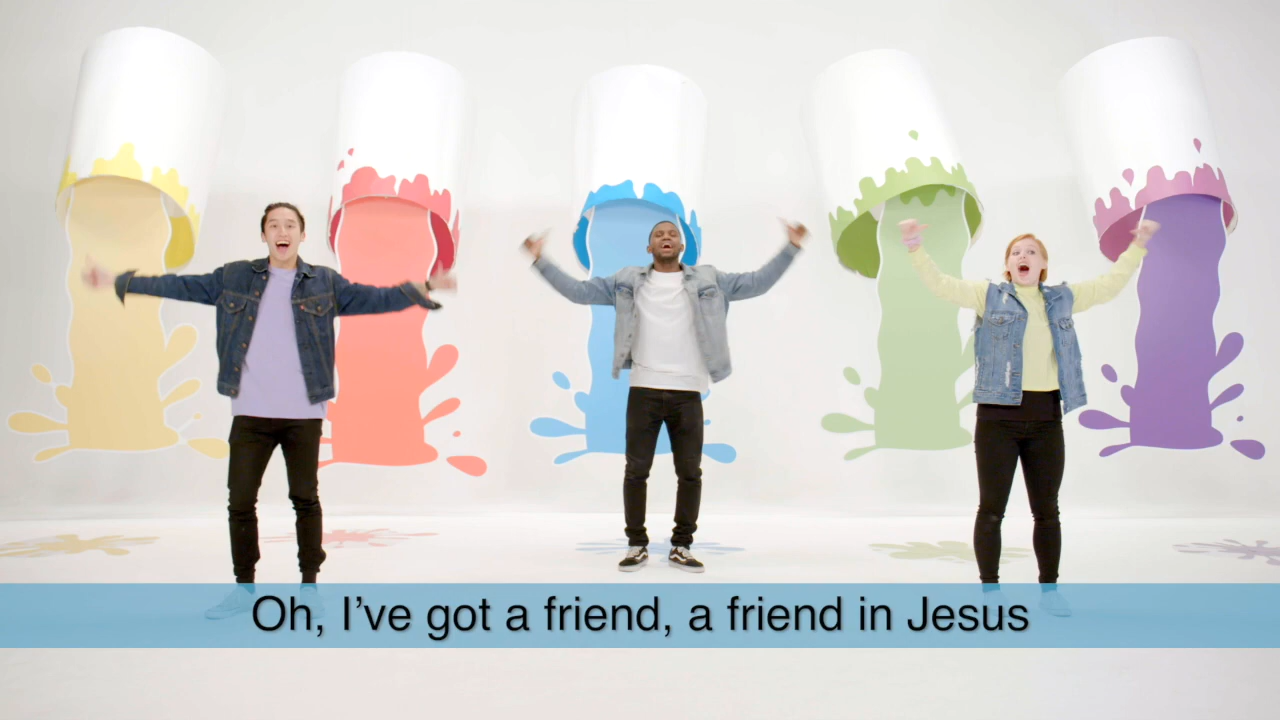 Oh, I’ve got a friend, a friend in Jesus